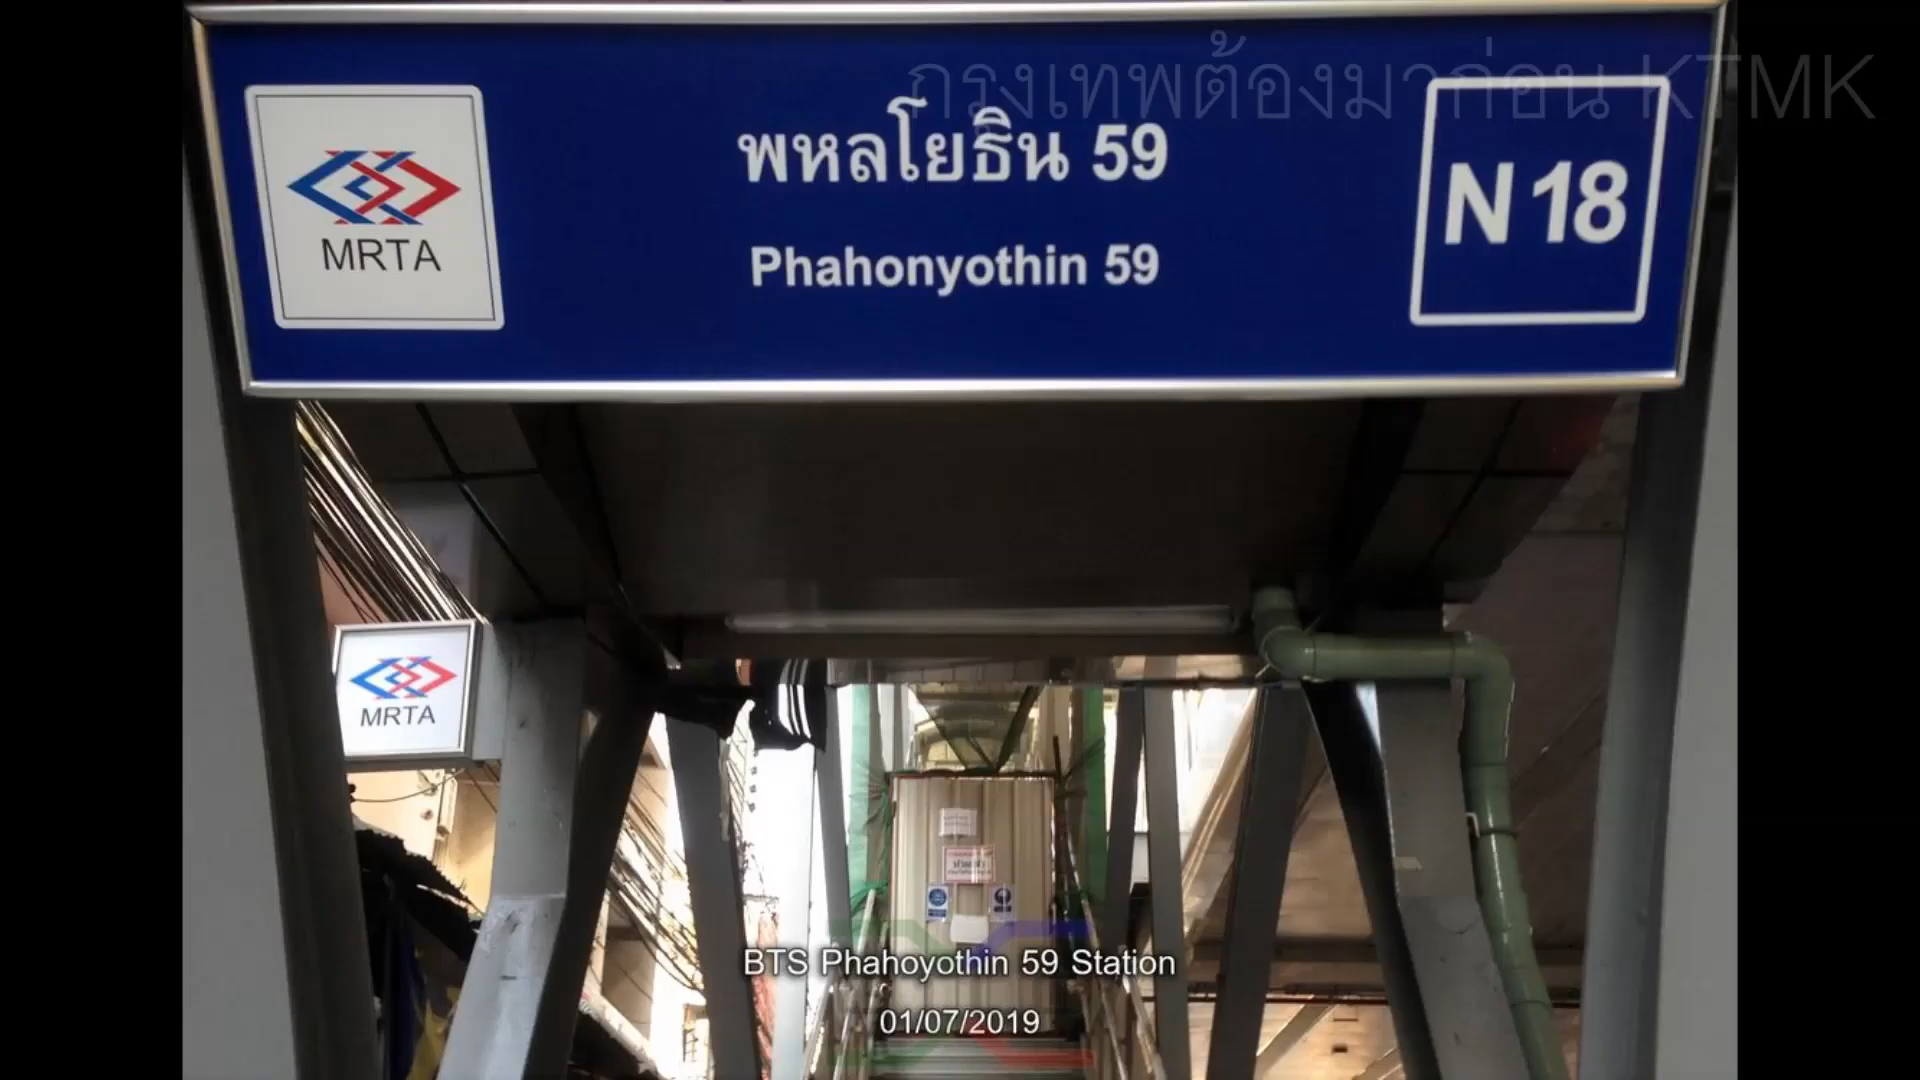 กรุงเทพต้องมาก่อน KTMK
พหลโยธิน 59
Phahonyothin 59
N18
MRTA
MRTA
BTS Phahoyothin 59 Station
01/07/2019